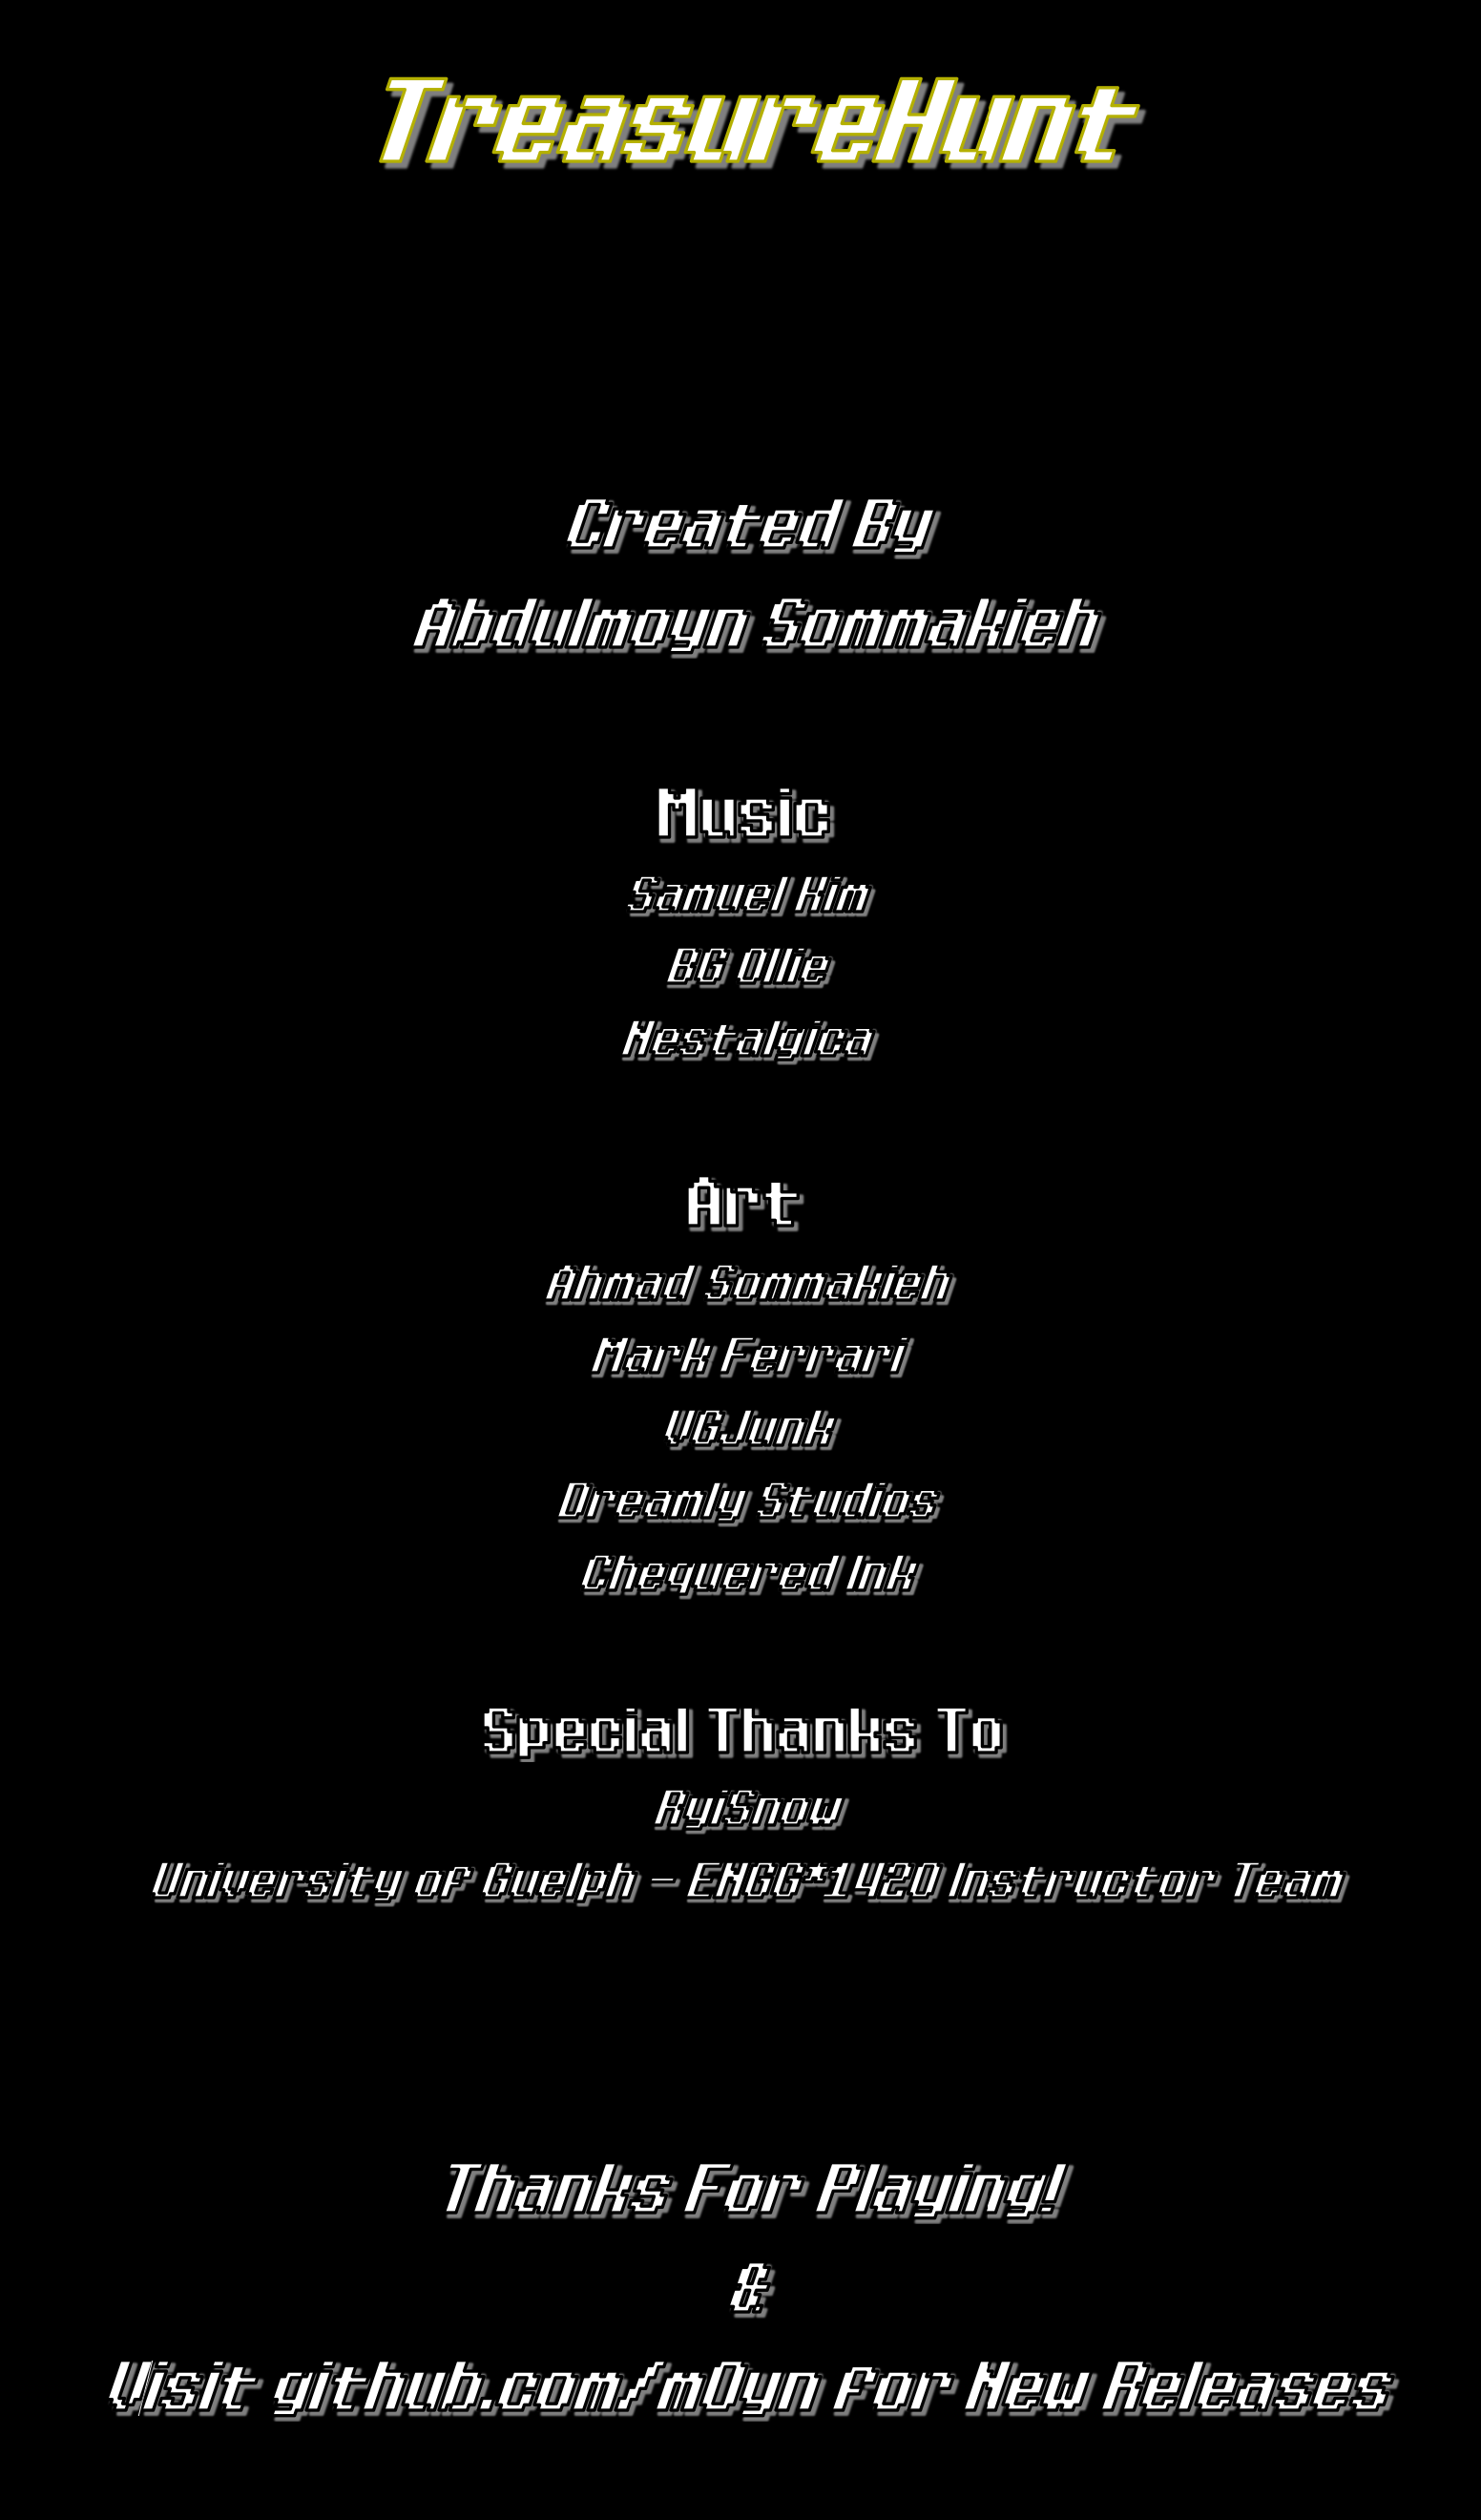 TreasureHunt
Created By
Abdulmoyn Sommakieh
Music
Samuel Kim
BG Ollie
Nestalgica
Art
Ahmad Sommakieh
Mark Ferrari
VGJunk
Dreamly Studios
Chequered Ink
Special Thanks To
RyiSnow
University of Guelph - ENGG*1420 Instructor Team
Thanks For Playing!
&
Visit github.com/m0yn for New Releases